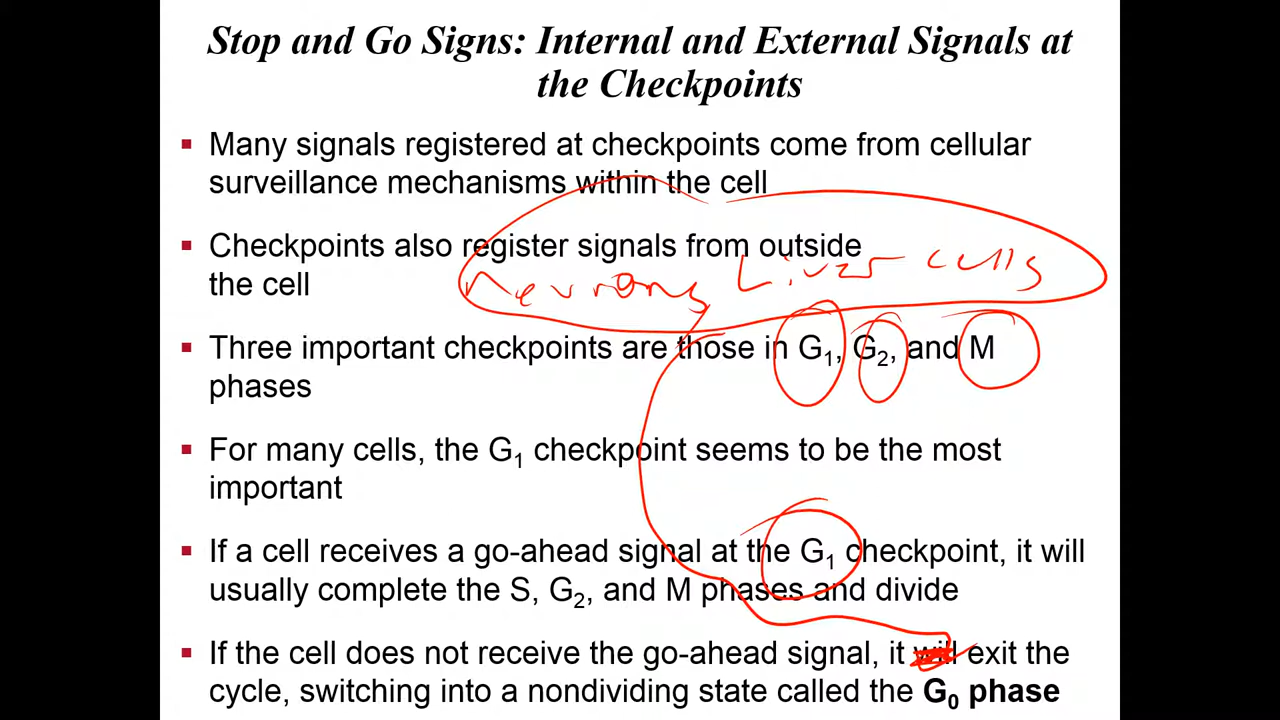 Stop and Go Signs: Internal and External Signals at
the Checkpoints
▪ Many signals registered at checkpoints come from cellular
surveillance mechanisms within the cell
▪ Checkpoints also register signals from outside
the cell
neurons Liver cells
▪ Three important checkpoints are those in G₁, G₂, and M
phases
▪ For many cells, the G₁ checkpoint seems to be the most
important
▪ If a cell receives a go-ahead signal at the G₁ checkpoint, it will
usually complete the S, G₂, and M phases and divide
▪ If the cell does not receive the go-ahead signal, it will exit the
cycle, switching into a nondividing state called the G₀ phase